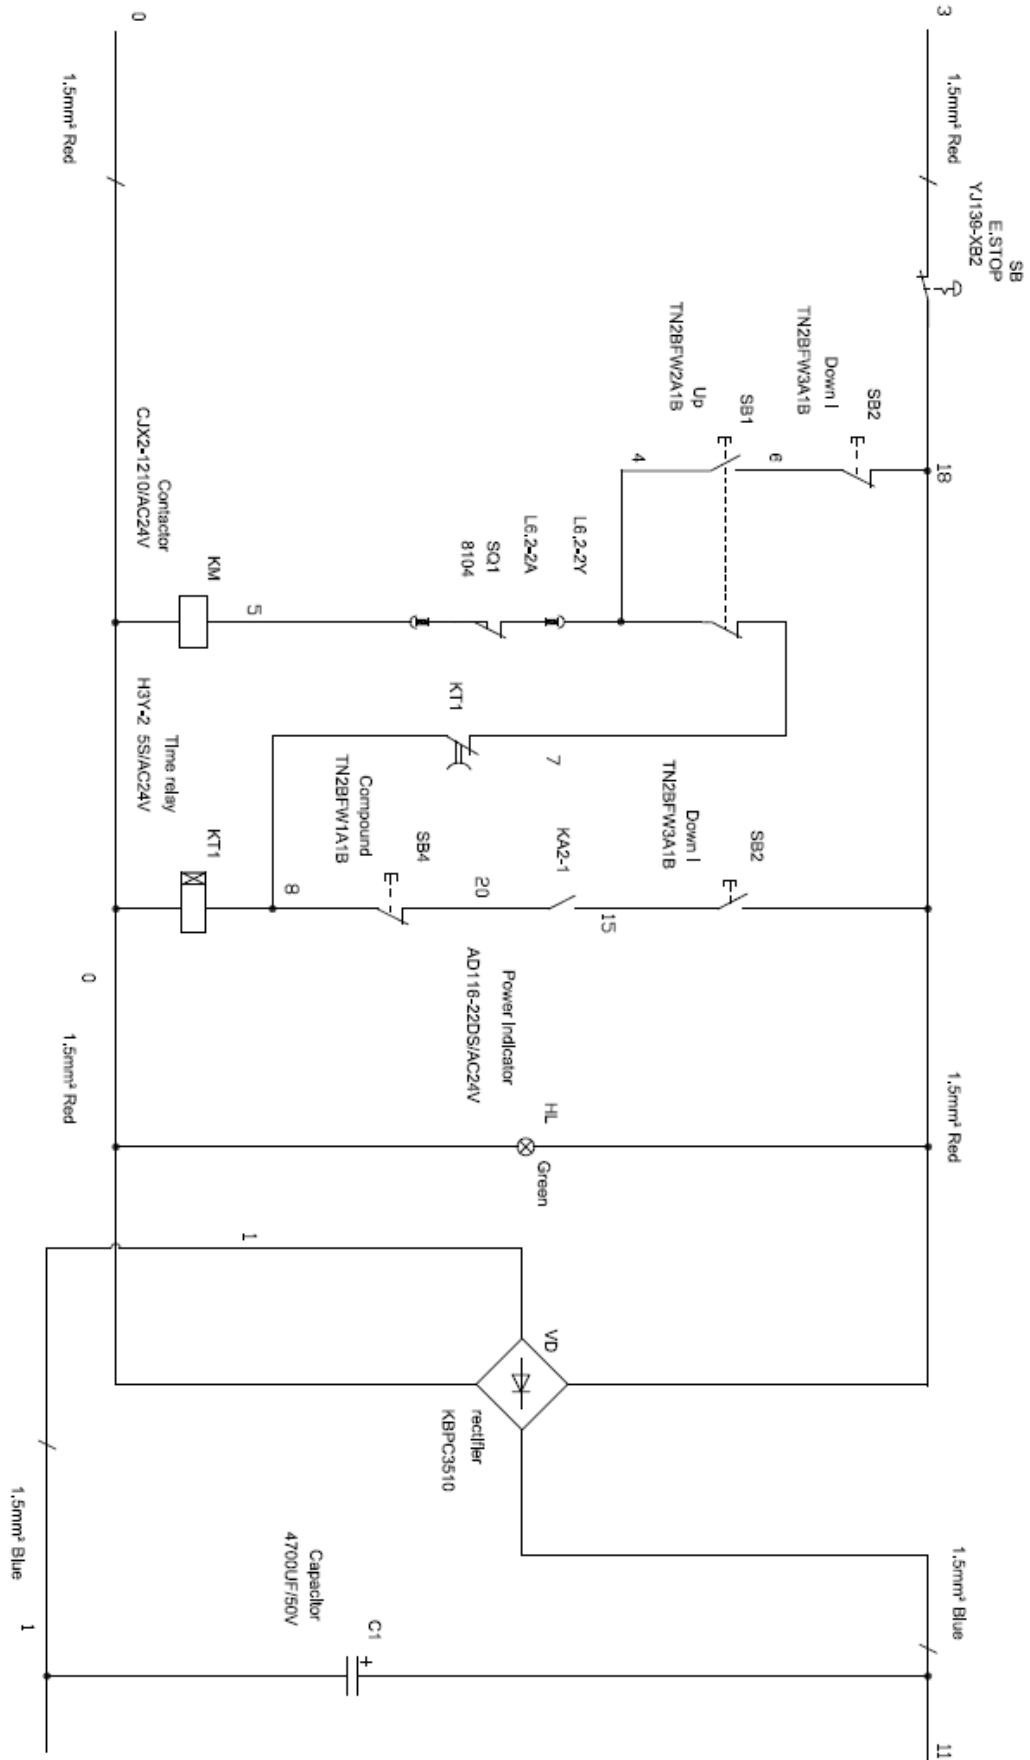 3
1.5mm² Red
SB
E.STOP
YJ139-XB2
18
1.5mm² Red
1.5mm² Blue
11
SB2
Down I
TN2BFW3A1B
6
SB1
Up
TN2BFW2A1B
4
SB2
Down I
TN2BFW3A1B
15
L6.2-2Y
L6.2-2A
SQ1
8104
7
KT1
KA2-1
20
SB4
Compound
TN2BFW1A1B
HL
Green
Power Indicator
AD116-22DS/AC24V
VD
rectifier
KBPC3510
C1
+
Capacitor
4700UF/50V
5
8
1
KM
Contactor
CJX2-1210/AC24V
KT1
Time relay
H3Y-2 5S/AC24V
0
1.5mm² Red
0
1.5mm² Red
1.5mm² Blue
1